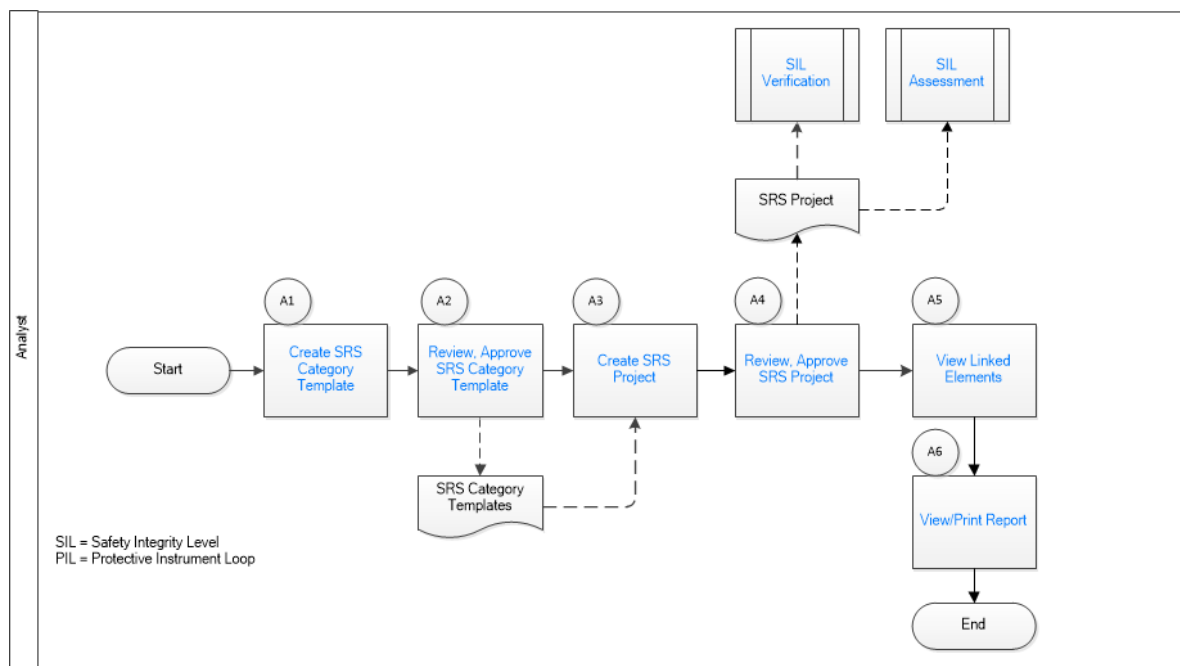 Analyst
SIL
Verification
SIL
Assessment
SRS Project
A1
A2
A3
A4
A5
Start
Create SRS
Category
Template
Review, Approve
SRS Category
Template
Create SRS
Project
Review, Approve
SRS Project
View Linked
Elements
A6
SRS Category
Templates
View/Print Report
SIL = Safety Integrity Level
PIL = Protective Instrument Loop
End